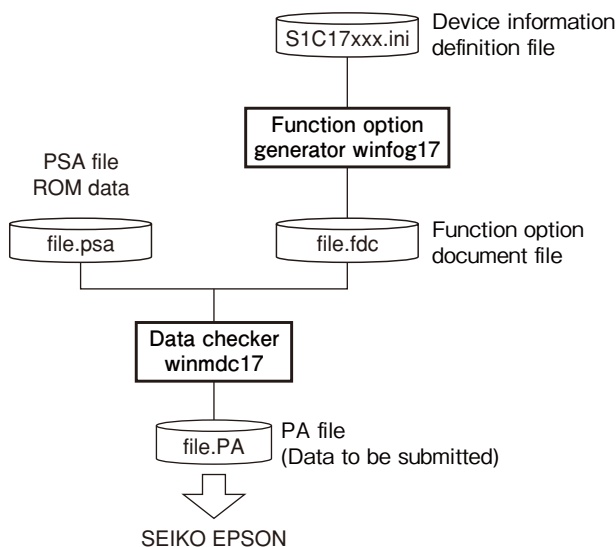 S1C17xxx.ini
Device information
definition file
Function option
generator winfog17
PSA file
ROM data
file.psa
file.fdc
Function option
document file
Data checker
winmdc17
file.PA
PA file
(Data to be submitted)
SEIKO EPSON